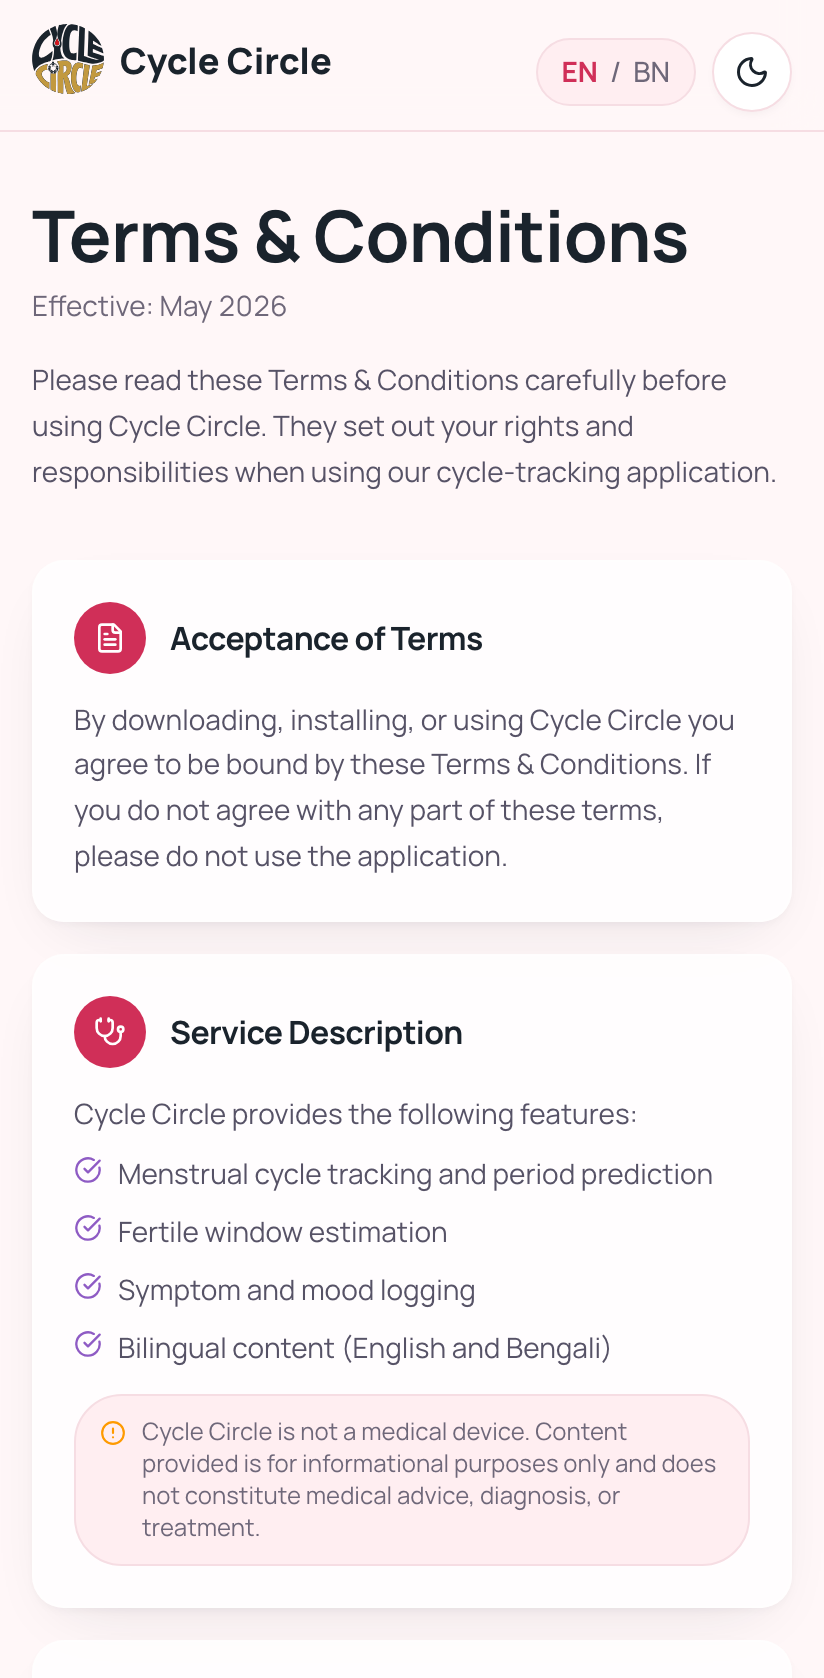 CYCLE
CIRCLE
Cycle Circle
EN / BN
Terms & Conditions
Effective: May 2026
Please read these Terms & Conditions carefully before
using Cycle Circle. They set out your rights and
responsibilities when using our cycle-tracking application.
Acceptance of Terms
By downloading, installing, or using Cycle Circle you
agree to be bound by these Terms & Conditions. If
you do not agree with any part of these terms,
please do not use the application.
Service Description
Cycle Circle provides the following features:
Menstrual cycle tracking and period prediction
Fertile window estimation
Symptom and mood logging
Bilingual content (English and Bengali)
Cycle Circle is not a medical device. Content
provided is for informational purposes only and does
not constitute medical advice, diagnosis, or
treatment.